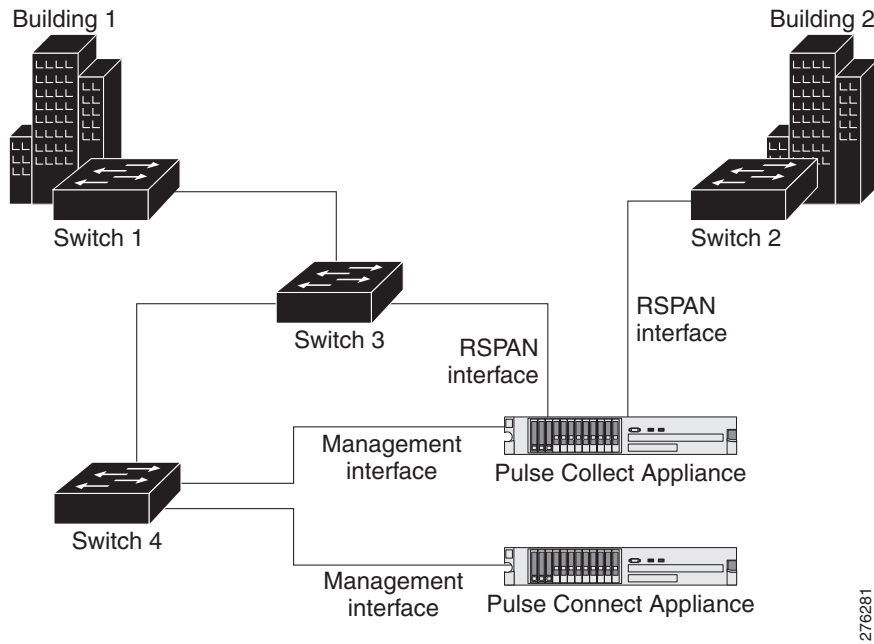 Building 1
Building 2
Switch 1
Switch 2
Switch 3
RSPAN
interface
RSPAN
interface
Management
interface
Pulse Collect Appliance
Switch 4
Management
interface
Pulse Connect Appliance
276281